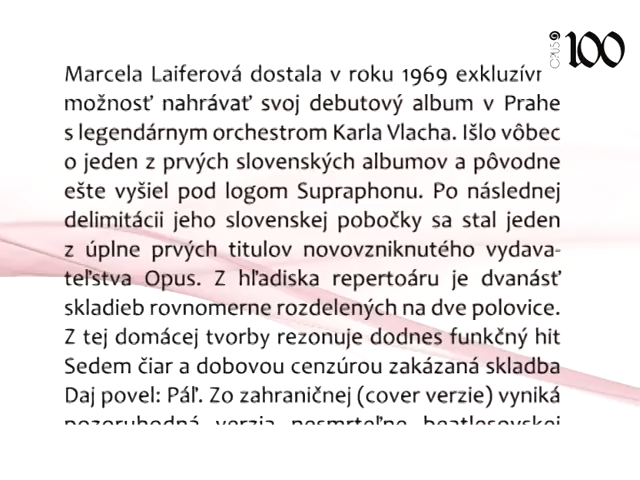 OPUS 100
Marcela Laiferová dostala v roku 1969
možnosť nahrávať svoj debutový album v Prahe
s legendárnym orchestrom Karla Vlacha. Išlo vôbec
o jeden z prvých slovenských albumov a pôvodne
ešte vyšiel pod logom Supraphonu. Po následnej
delimitácii jeho slovenskej pobočky sa stal jeden
z úplne prvých titulov novovzniknutého vydava-
teľstva Opus. Z hľadiska repertoáru je dvanásť
skladieb rovnomerne rozdelených na dve polovice.
Z tej domácej tvorby rezonuje dodnes funkčný hit
Sedem čiar a dobovou cenzúrou zakázaná skladba
Daj povel: Páľ. Zo zahraničnej (cover verzie) vyniká